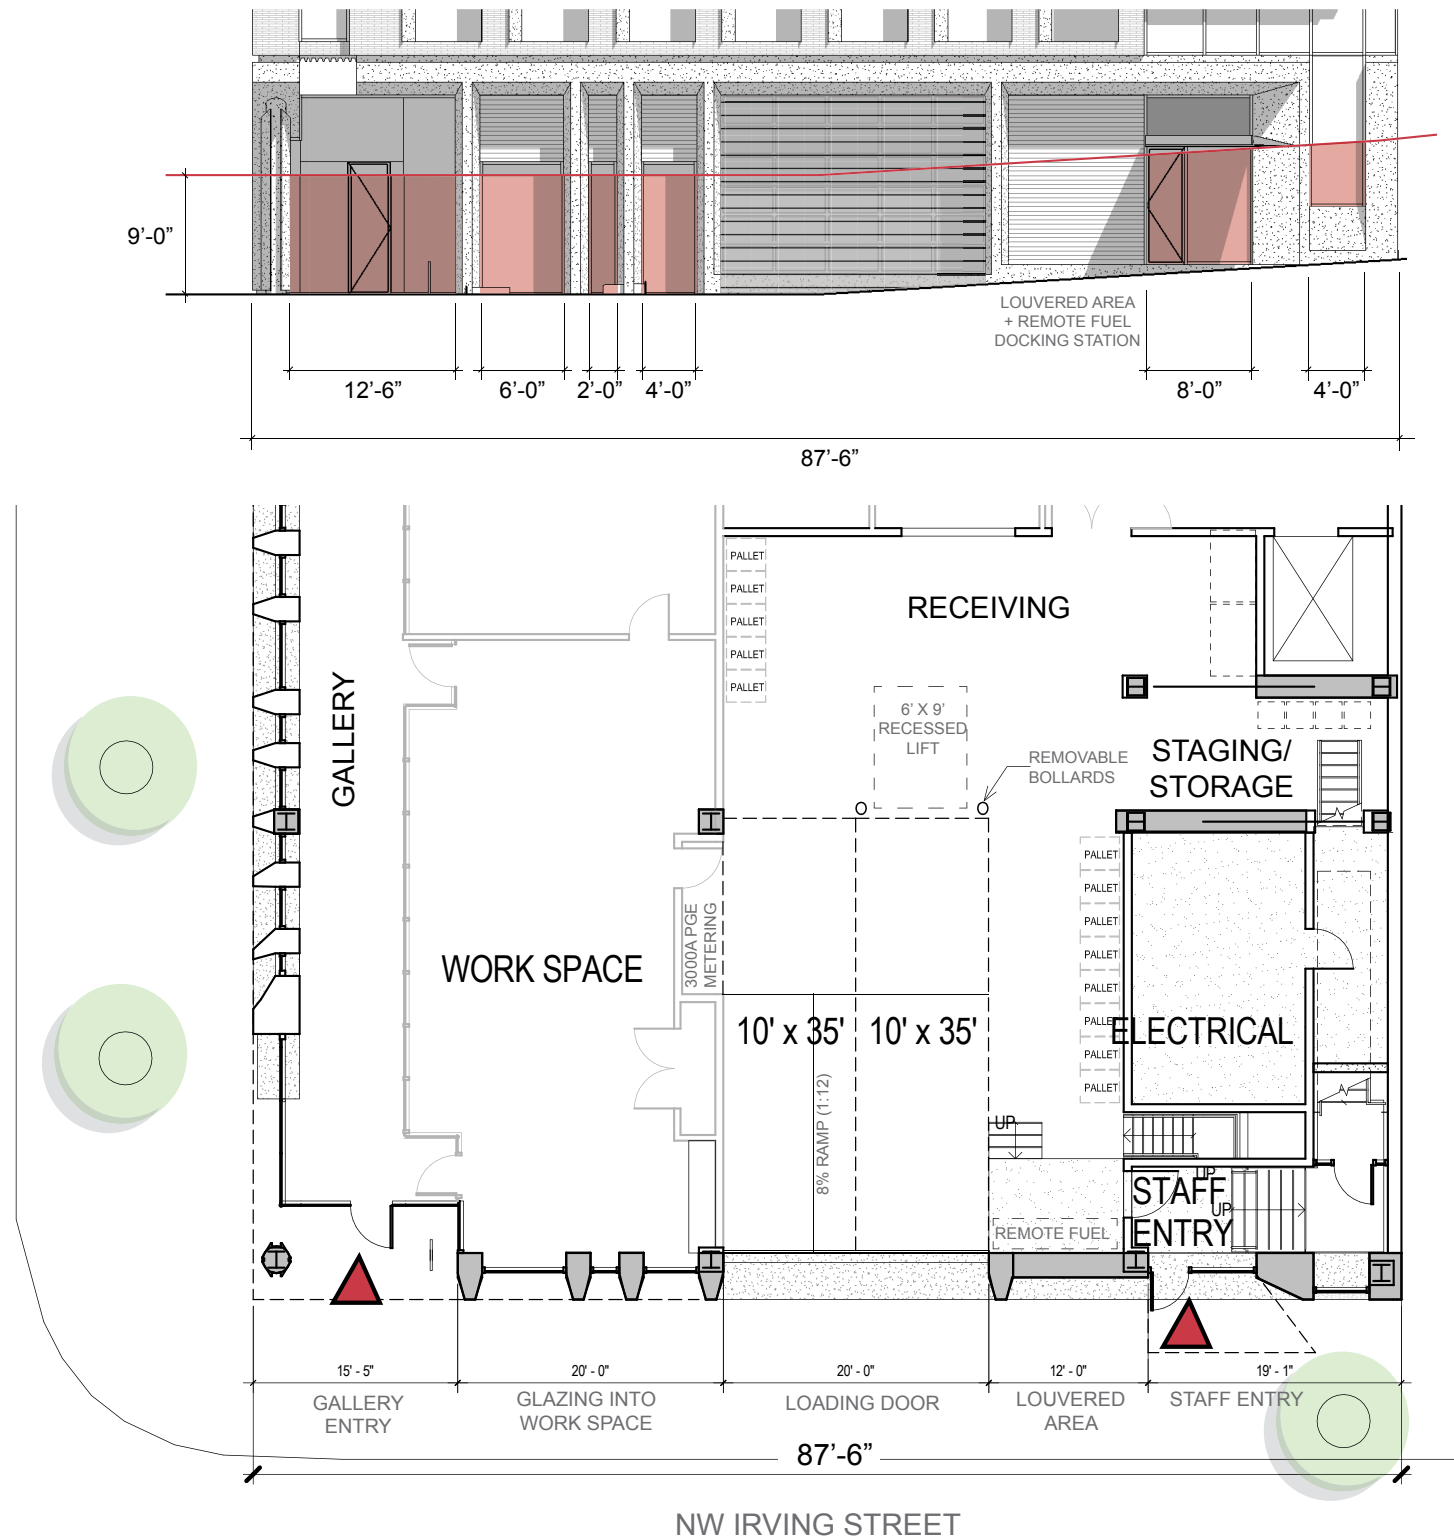 9’-0”
LOUVERED AREA
+ REMOTE FUEL
DOCKING STATION
12’-6”
6’-0”
2’-0”
4’-0”
8’-0”
4’-0”
87’-6”
PALLET
PALLET
PALLET
PALLET
PALLET
RECEIVING
GALLERY
6’ X 9’
RECESSED
LIFT
REMOVABLE
BOLLARDS
STAGING/
STORAGE
3000A PGE
METERING
WORK SPACE
PALLET
PALLET
PALLET
PALLET
PALLET
PALLET
PALLET
PALLET
10' x 35'
10' x 35'
ELECTRICAL
8% RAMP (1:12)
UP
UP
UP
STAFF
ENTRY
REMOTE FUEL
15' - 5"
20' - 0"
20' - 0"
12' - 0"
19' - 1"
GALLERY
ENTRY
GLAZING INTO
WORK SPACE
LOADING DOOR
LOUVERED
AREA
STAFF ENTRY
87’-6”
NW IRVING STREET